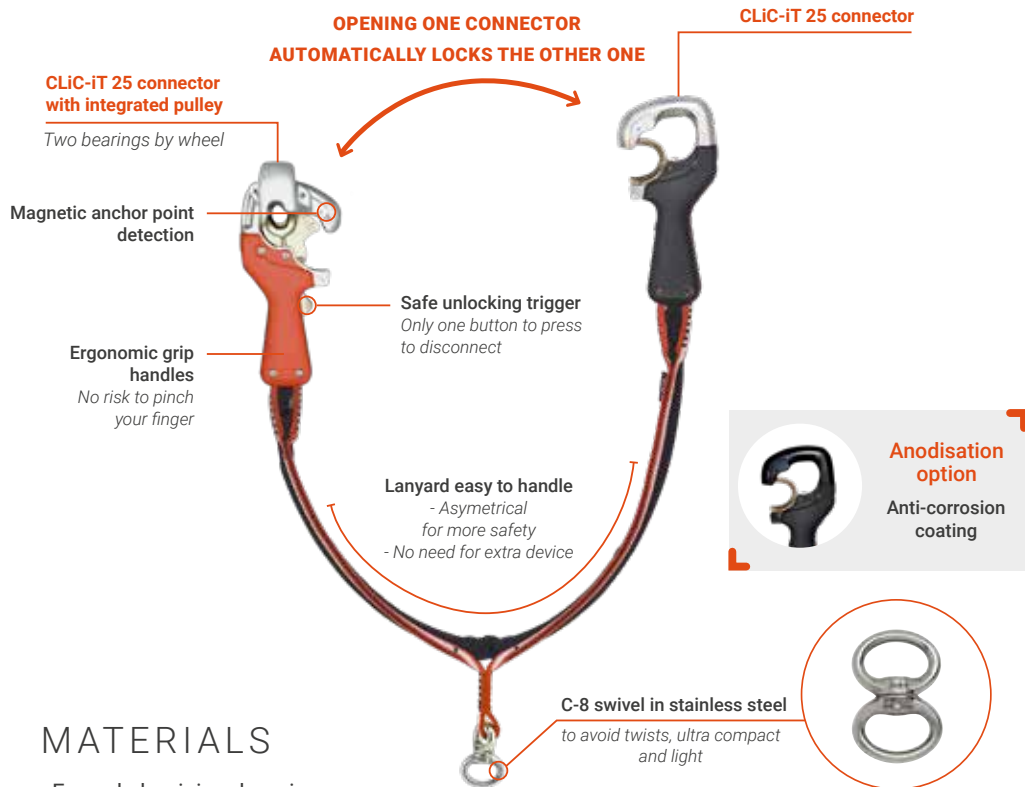 OPENING ONE CONNECTOR
AUTOMATICALLY LOCKS THE OTHER ONE
CLiC-iT 25 connector
CLiC-iT 25 connector
with integrated pulley
Two bearings by wheel
Magnetic anchor point
detection
Safe unlocking trigger
Only one button to press
to disconnect
Ergonomic grip
handles
No risk to pinch
your finger
Lanyard easy to handle
- Asymetrical
for more safety
- No need for extra device
Anodisation
option
Anti-corrosion
coating
C-8 swivel in stainless steel
to avoid twists, ultra compact
and light
MATERIALS